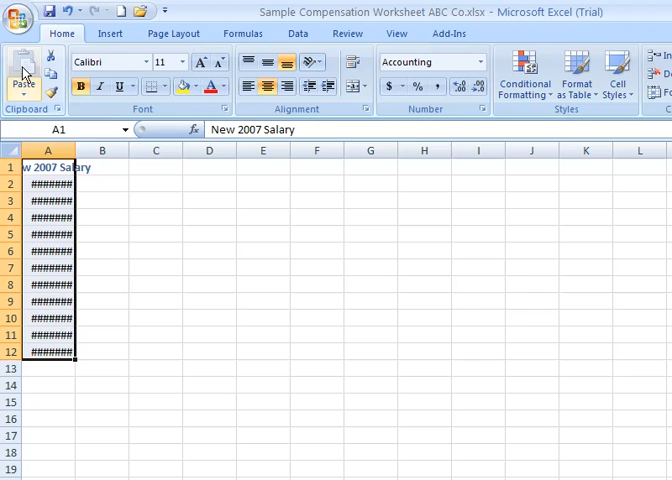 Sample Compensation Worksheet ABC Co.xlsx - Microsoft Excel (Trial)
Home Insert Page Layout Formulas Data Review View Add-Ins
Paste
Calibri 11 A A Accounting
B I U A $ % , Conditional Formatting Format as Table Cell Styles
Clipboard Font Alignment Number Styles
A1 fx New 2007 Salary
A B C D E F G H I J K L
1 w 2007 Salary
2 #######
3 #######
4 #######
5 #######
6 #######
7 #######
8 #######
9 #######
10 #######
11 #######
12 #######
13
14
15
16
17
18
19